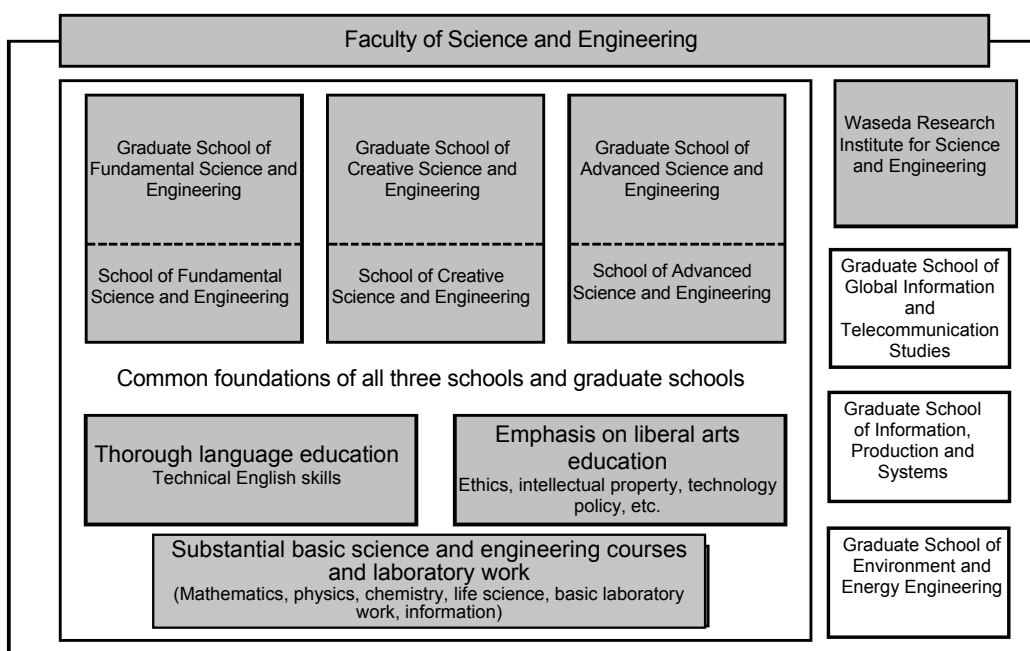 Faculty of Science and Engineering
Graduate School of
Fundamental Science and
Engineering
School of Fundamental
Science and Engineering
Graduate School of
Creative Science and
Engineering
School of Creative
Science and Engineering
Graduate School of
Advanced Science and
Engineering
School of Advanced
Science and Engineering
Common foundations of all three schools and graduate schools
Thorough language education
Technical English skills
Emphasis on liberal arts
education
Ethics, intellectual property, technology
policy, etc.
Substantial basic science and engineering courses
and laboratory work
(Mathematics, physics, chemistry, life science, basic laboratory
work, information)
Waseda Research
Institute for Science
and Engineering
Graduate School of
Global Information
and
Telecommunication
Studies
Graduate School
of Information,
Production and
Systems
Graduate School of
Environment and
Energy Engineering